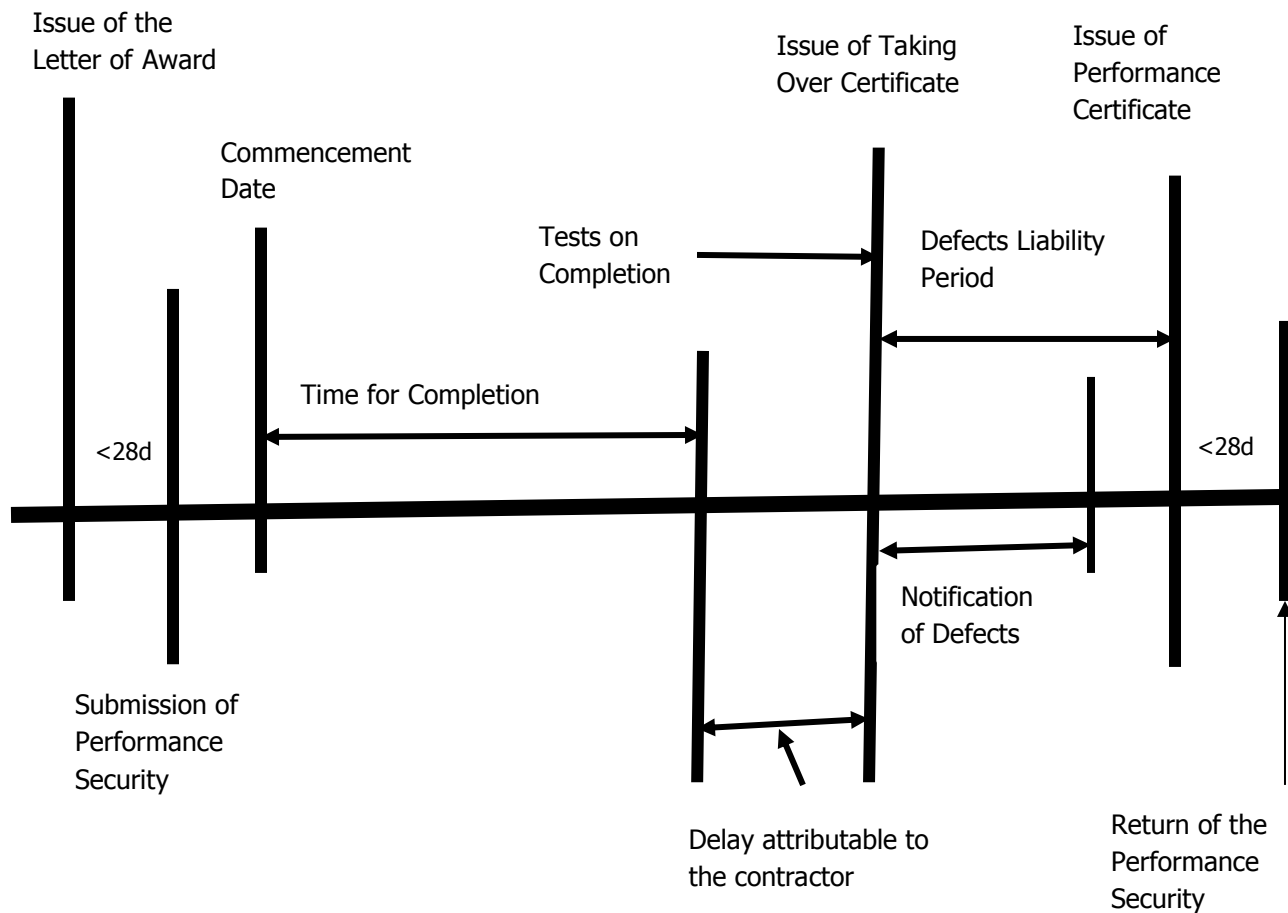 Issue of the
Letter of Award
Issue of Taking
Over Certificate
Issue of
Performance
Certificate
Commencement
Date
Tests on
Completion
Defects Liability
Period
Time for Completion
<28d
<28d
Notification
of Defects
Submission of
Performance
Security
Delay attributable to
the contractor
Return of the
Performance
Security